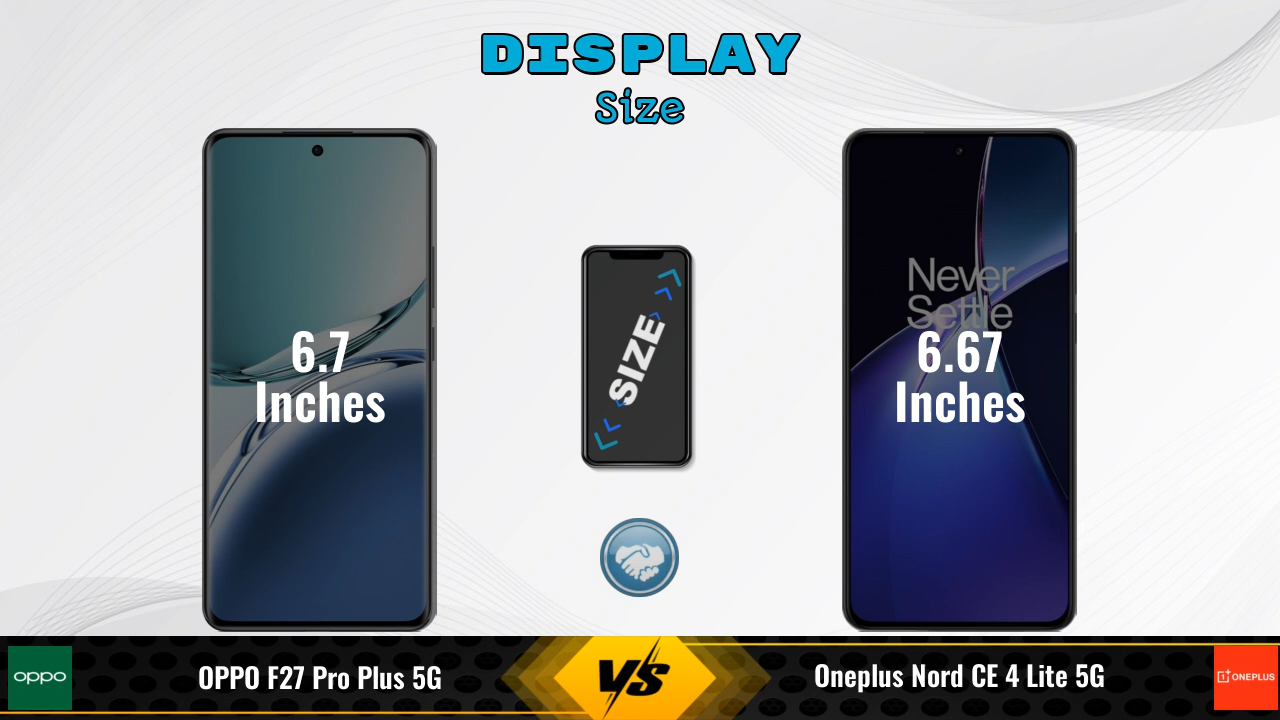 DISPLAY
Size
6.7
Inches
SIZE
Never
Settle
6.67
Inches
oppo
OPPO F27 Pro Plus 5G
VS
Oneplus Nord CE 4 Lite 5G
1+ ONEPLUS